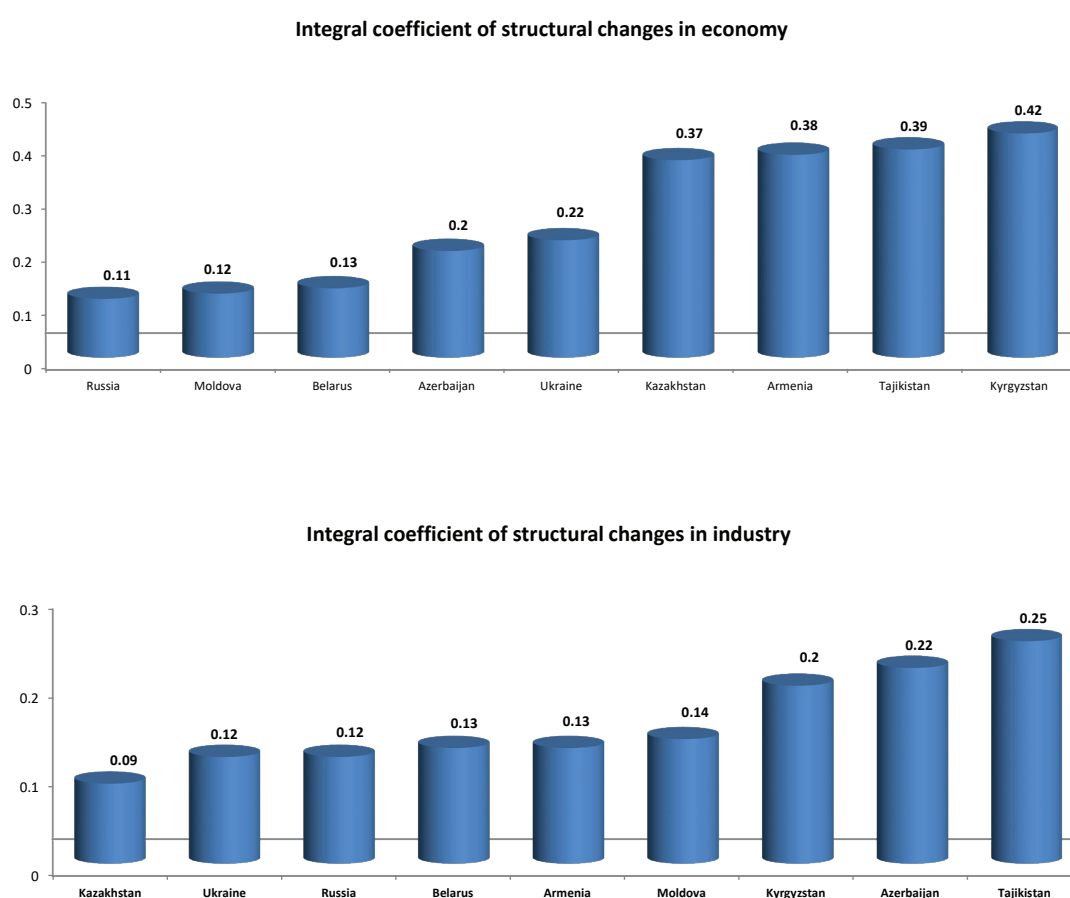 Integral coefficient of structural changes in economy
0.5
0.4
0.3
0.2
0.1
0
0.11
0.12
0.13
0.2
0.22
0.37
0.38
0.39
0.42
Russia
Moldova
Belarus
Azerbaijan
Ukraine
Kazakhstan
Armenia
Tajikistan
Kyrgyzstan
Integral coefficient of structural changes in industry
0.3
0.2
0.1
0
0.09
0.12
0.12
0.13
0.13
0.14
0.2
0.22
0.25
Kazakhstan
Ukraine
Russia
Belarus
Armenia
Moldova
Kyrgyzstan
Azerbaijan
Tajikistan